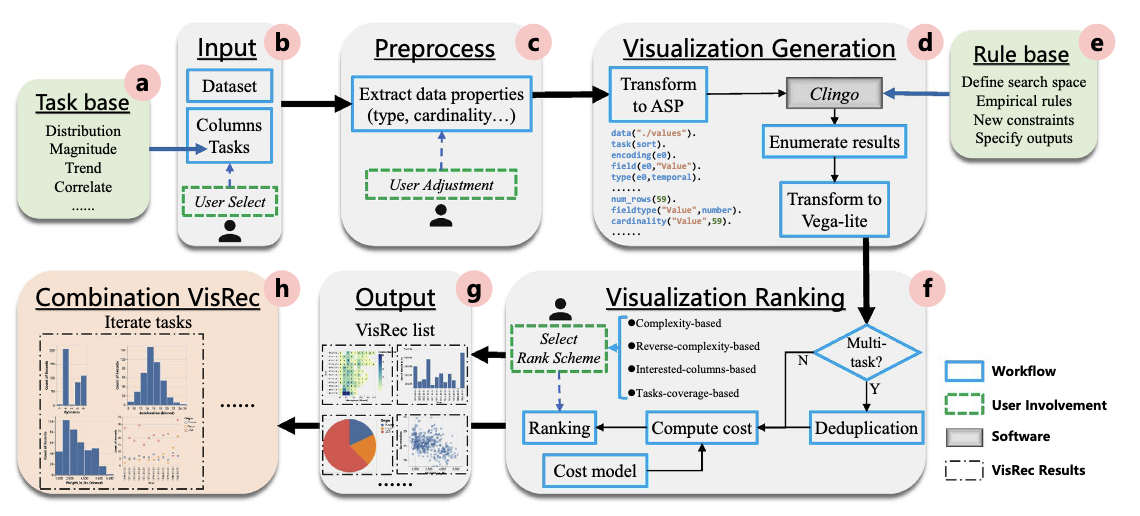 a
Task base
Distribution
Magnitude
Trend
Correlate
......
b
Input
Dataset
Columns
Tasks
User Select
c
Preprocess
Extract data properties
(type, cardinality…)
User Adjustment
d
Visualization Generation
Transform
to ASP
data("./values").
task(sort).
encoding(e0).
field(e0,"Value").
type(e0,temporal).
......
num_rows(59).
fieldtype("Value",number).
cardinality("Value",59).
......
Clingo
Enumerate results
Transform to
Vega-lite
e
Rule base
Define search space
Empirical rules
New constraints
Specify outputs
f
Visualization Ranking
Select
Rank Scheme
●Complexity-based
●Reverse-complexity-based
●Interested-columns-based
●Tasks-coverage-based
Multi-
task?
N
Y
Ranking
Compute cost
Deduplication
Cost model
g
Output
VisRec list
......
h
Combination VisRec
Iterate tasks
......
Workflow
User Involvement
Software
VisRec Results